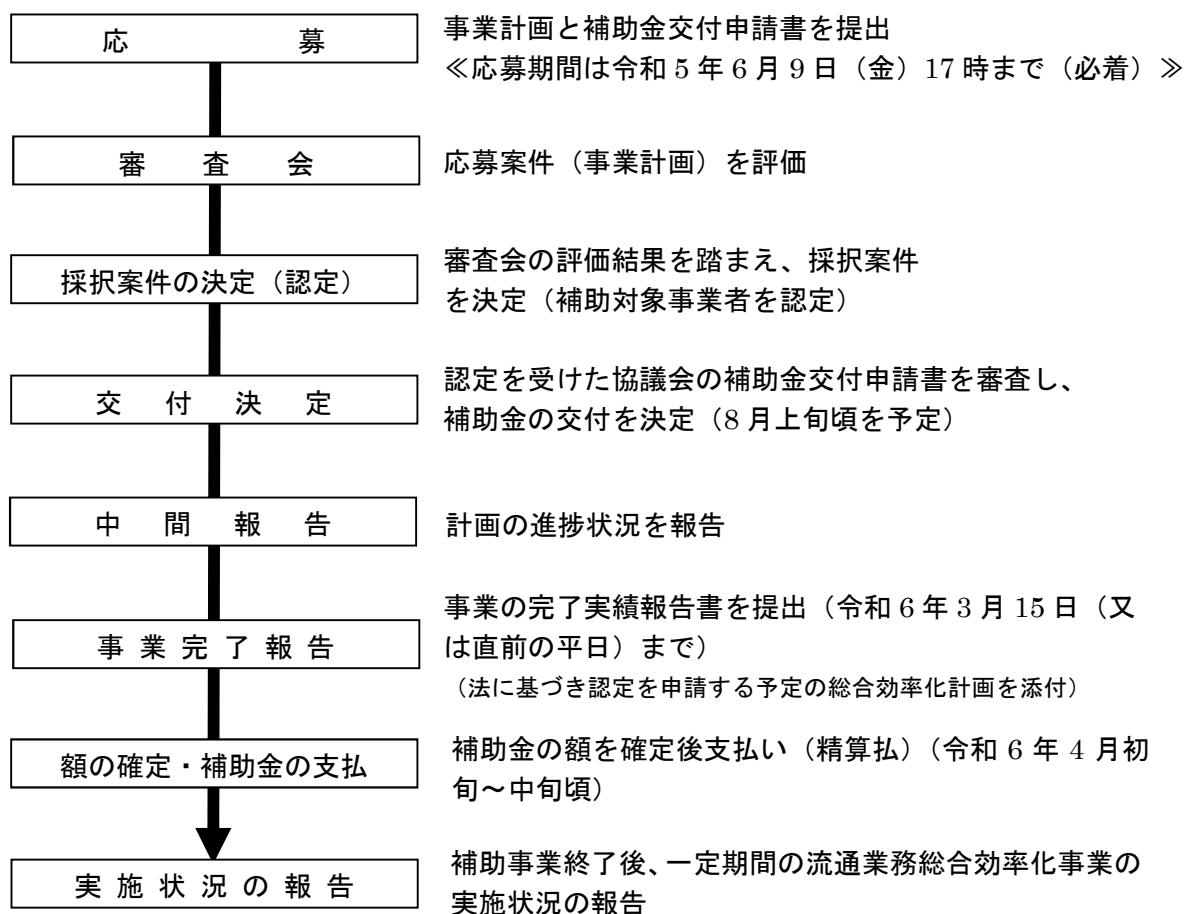 応募
事業計画と補助金交付申請書を提出
≪応募期間は令和 5 年 6 月 9 日（金）17 時まで（必着）≫
審査会
応募案件（事業計画）を評価
採択案件の決定（認定）
審査会の評価結果を踏まえ、採択案件
を決定（補助対象事業者を認定）
交付決定
認定を受けた協議会の補助金交付申請書を審査し、
補助金の交付を決定（8 月上旬頃を予定）
中間報告
計画の進捗状況を報告
事業完了報告
事業の完了実績報告書を提出（令和 6 年 3 月 15 日（又
は直前の平日）まで）
（法に基づき認定を申請する予定の総合効率化計画を添付）
額の確定・補助金の支払
補助金の額を確定後支払い（精算払）（令和 6 年 4 月初
旬～中旬頃）
実施状況の報告
補助事業終了後、一定期間の流通業務総合効率化事業の
実施状況の報告